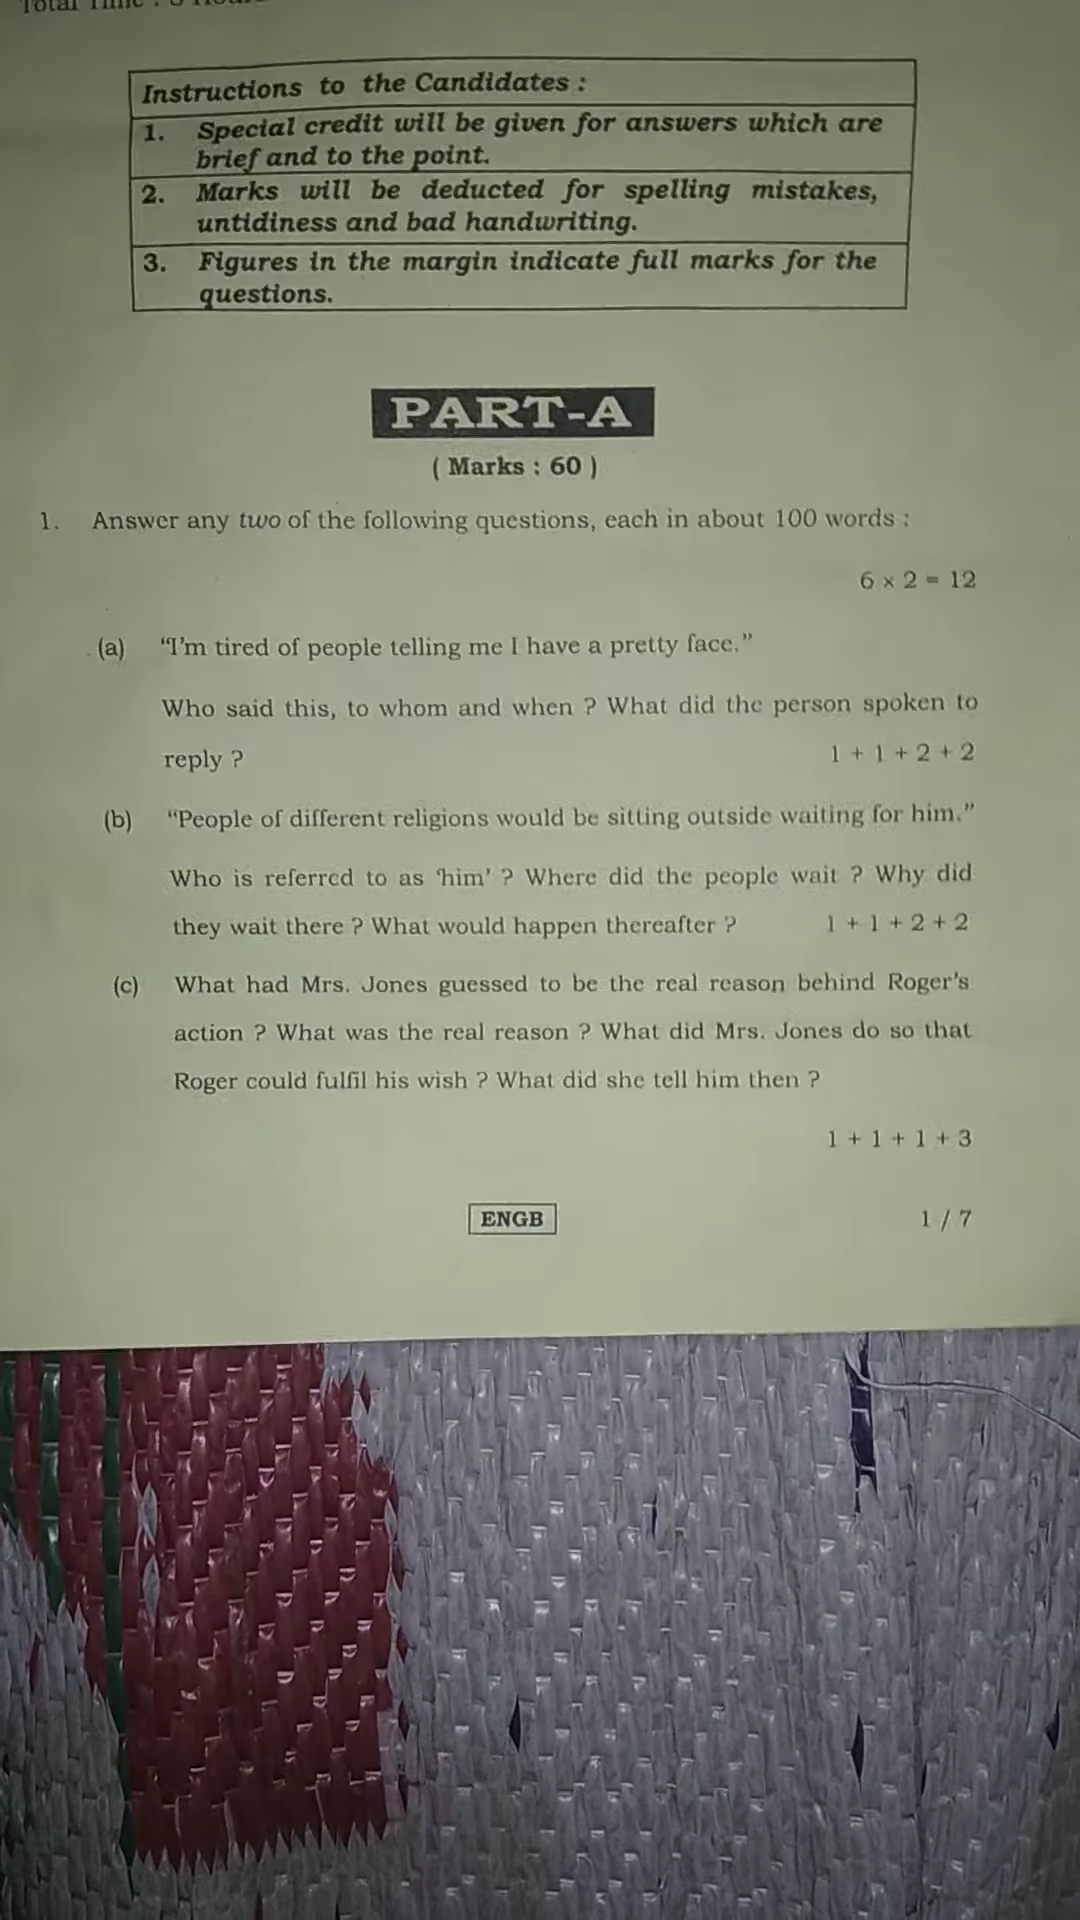 Total Time : 3 Hours
Instructions to the Candidates :
1. Special credit will be given for answers which are
brief and to the point.
2. Marks will be deducted for spelling mistakes,
untidiness and bad handwriting.
3. Figures in the margin indicate full marks for the
questions.
PART-A
( Marks : 60 )
1. Answer any two of the following questions, each in about 100 words :
6 × 2 = 12
(a) “I’m tired of people telling me I have a pretty face.”
Who said this, to whom and when ? What did the person spoken to
reply ? 1 + 1 + 2 + 2
(b) “People of different religions would be sitting outside waiting for him.”
Who is referred to as ‘him’ ? Where did the people wait ? Why did
they wait there ? What would happen thereafter ? 1 + 1 + 2 + 2
(c) What had Mrs. Jones guessed to be the real reason behind Roger’s
action ? What was the real reason ? What did Mrs. Jones do so that
Roger could fulfil his wish ? What did she tell him then ?
1 + 1 + 1 + 3
ENGB 1 / 7